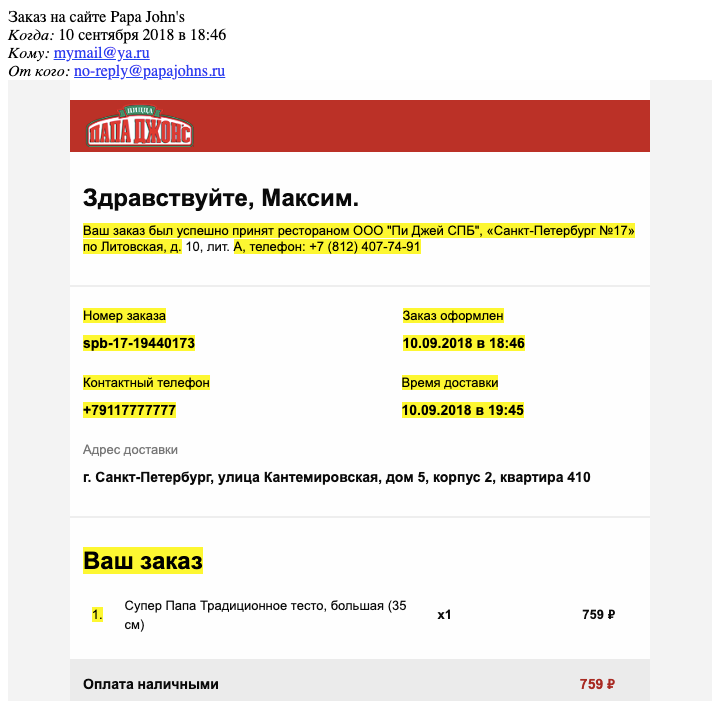 Заказ на сайте Papa John's
Когда: 10 сентября 2018 в 18:46
Кому: mymail@ya.ru
От кого: no-reply@papajohns.ru
ПИЦЦА
ПАПА ДЖОНС
Здравствуйте, Максим.
Ваш заказ был успешно принят рестораном ООО "Пи Джей СПБ", «Санкт-Петербург №17»
по Литовская, д. 10, лит. А, телефон: +7 (812) 407-74-91
Номер заказа
Заказ оформлен
spb-17-19440173
10.09.2018 в 18:46
Контактный телефон
Время доставки
+79117777777
10.09.2018 в 19:45
Адрес доставки
г. Санкт-Петербург, улица Кантемировская, дом 5, корпус 2, квартира 410
Ваш заказ
1. Супер Папа Традиционное тесто, большая (35 x1 759 ₽
см)
Оплата наличными 759 ₽